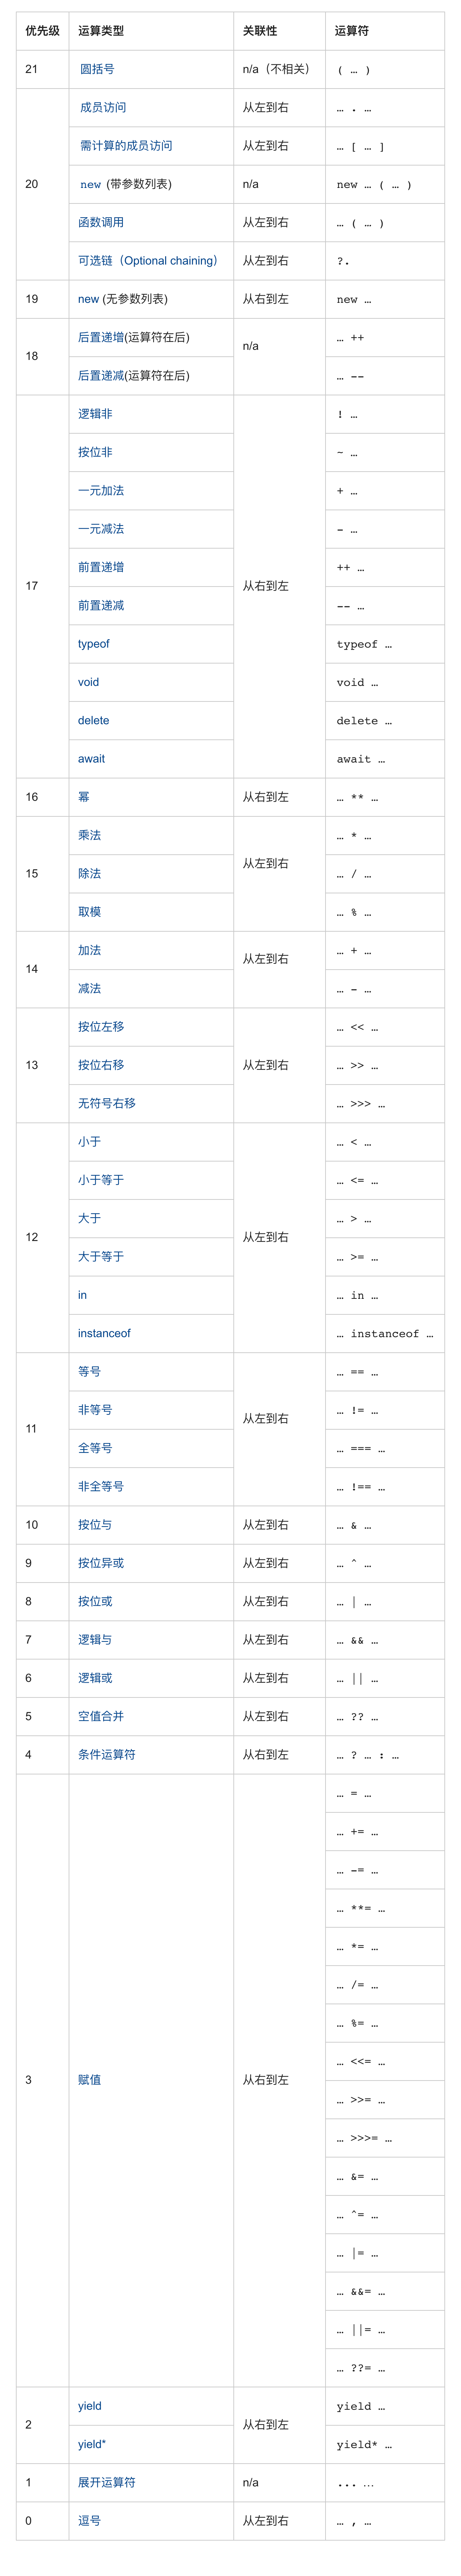 优先级 运算类型 关联性 运算符
21 圆括号 n/a（不相关） ( … )
成员访问 从左到右 … . …
需计算的成员访问 从左到右 … [ … ]
20 new (带参数列表) n/a new … ( … )
函数调用 从左到右 … ( … )
可选链（Optional chaining） 从左到右 ?.
19 new (无参数列表) 从右到左 new …
18 后置递增(运算符在后) n/a … ++
后置递减(运算符在后) … --
逻辑非 ! …
按位非 ~ …
一元加法 + …
一元减法 - …
17 前置递增 从右到左 ++ …
前置递减 -- …
typeof typeof …
void void …
delete delete …
await await …
16 幂 从右到左 … ** …
乘法 … * …
15 除法 从左到右 … / …
取模 … % …
14 加法 从左到右 … + …
减法 … - …
按位左移 … << …
13 按位右移 从左到右 … >> …
无符号右移 … >>> …
小于 … < …
小于等于 … <= …
大于 … > …
12 大于等于 从左到右 … >= …
in … in …
instanceof … instanceof …
等号 … == …
非等号 … != …
11 全等号 从左到右 … === …
非全等号 … !== …
10 按位与 从左到右 … & …
9 按位异或 从左到右 … ^ …
8 按位或 从左到右 … | …
7 逻辑与 从左到右 … && …
6 逻辑或 从左到右 … || …
5 空值合并 从左到右 … ?? …
4 条件运算符 从右到左 … ? … : …
… = …
… += …
… -= …
… **= …
… *= …
… /= …
… %= …
… <<= …
3 赋值 从右到左 … >>= …
… >>>= …
… &= …
… ^= …
… |= …
… &&= …
… ||= …
… ??= …
2 yield 从右到左 yield …
yield* yield* …
1 展开运算符 n/a ... …
0 逗号 从左到右 … , …